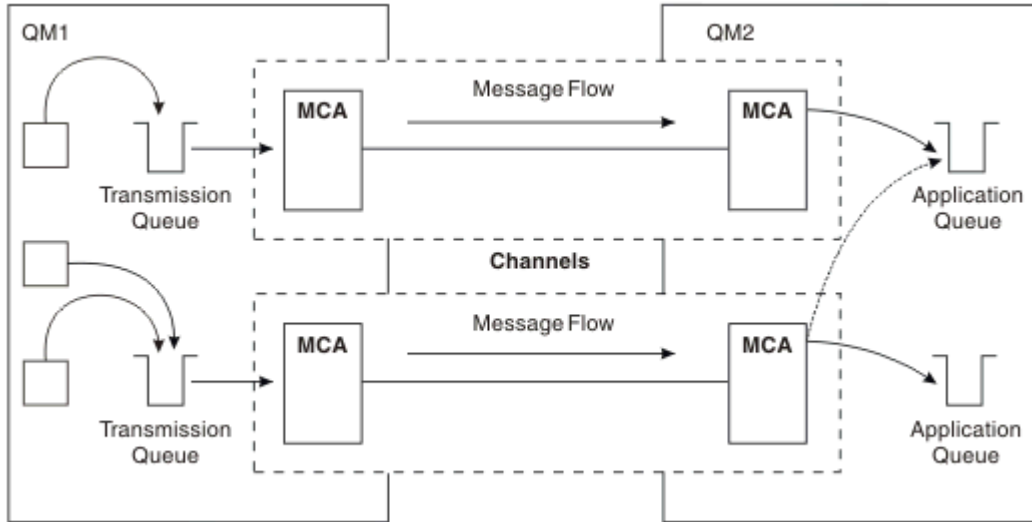 QM1
QM2
Message Flow
MCA
MCA
Transmission
Queue
Application
Queue
Channels
Message Flow
MCA
MCA
Transmission
Queue
Application
Queue